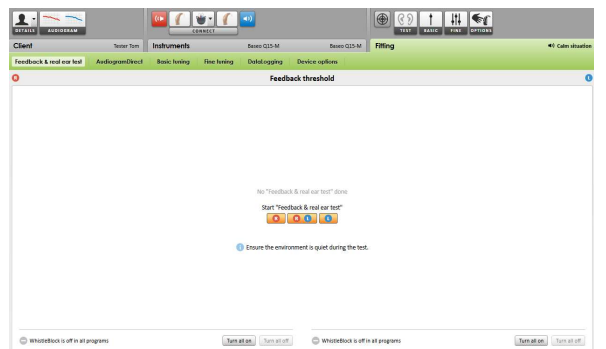 DETAILS AUDIOGRAM CONNECT TEST BASIC FINE OPTIONS
Client Tester Tom Instruments Baseo Q15-M Baseo Q15-M Fitting Calm situation
Feedback & real ear test AudiogramDirect Basic tuning Fine tuning DataLogging Device options
R Feedback threshold L
No "Feedback & real ear test" done
Start "Feedback & real ear test"
R R L L
Ensure the environment is quiet during the test.
WhistleBlock is off in all programs Turn all on Turn all off WhistleBlock is off in all programs Turn all on Turn all off